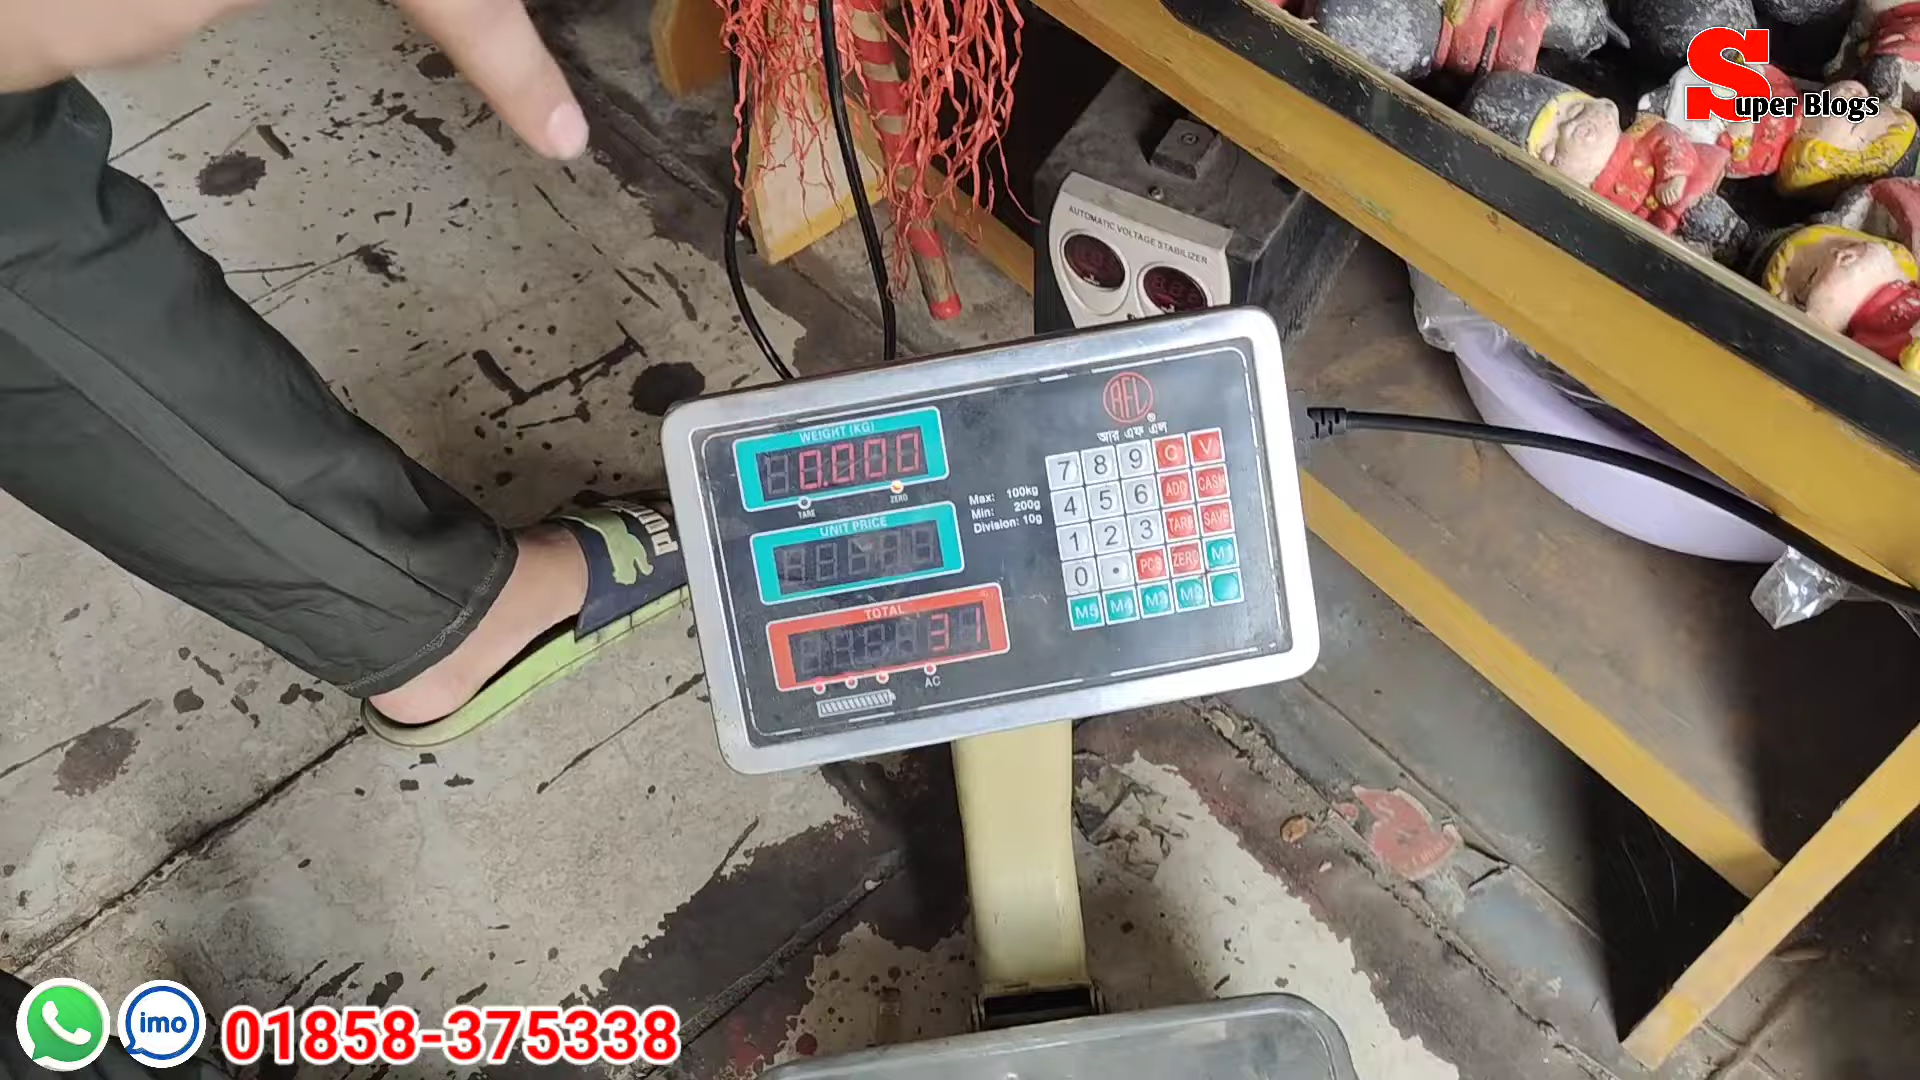 Super Blogs
AUTOMATIC VOLTAGE STABILIZER
puma
RFL
আর এফ এল
WEIGHT (KG)
0.000
TARE
ZERO
UNIT PRICE
TOTAL
31
AC
Max: 100kg
Min: 200g
Division: 10g
7 8 9 C V
4 5 6 ADD CASH
1 2 3 TARE SAVE
0 . PCS ZERO M1
M5 M4 M3 M2
imo
01858-375338